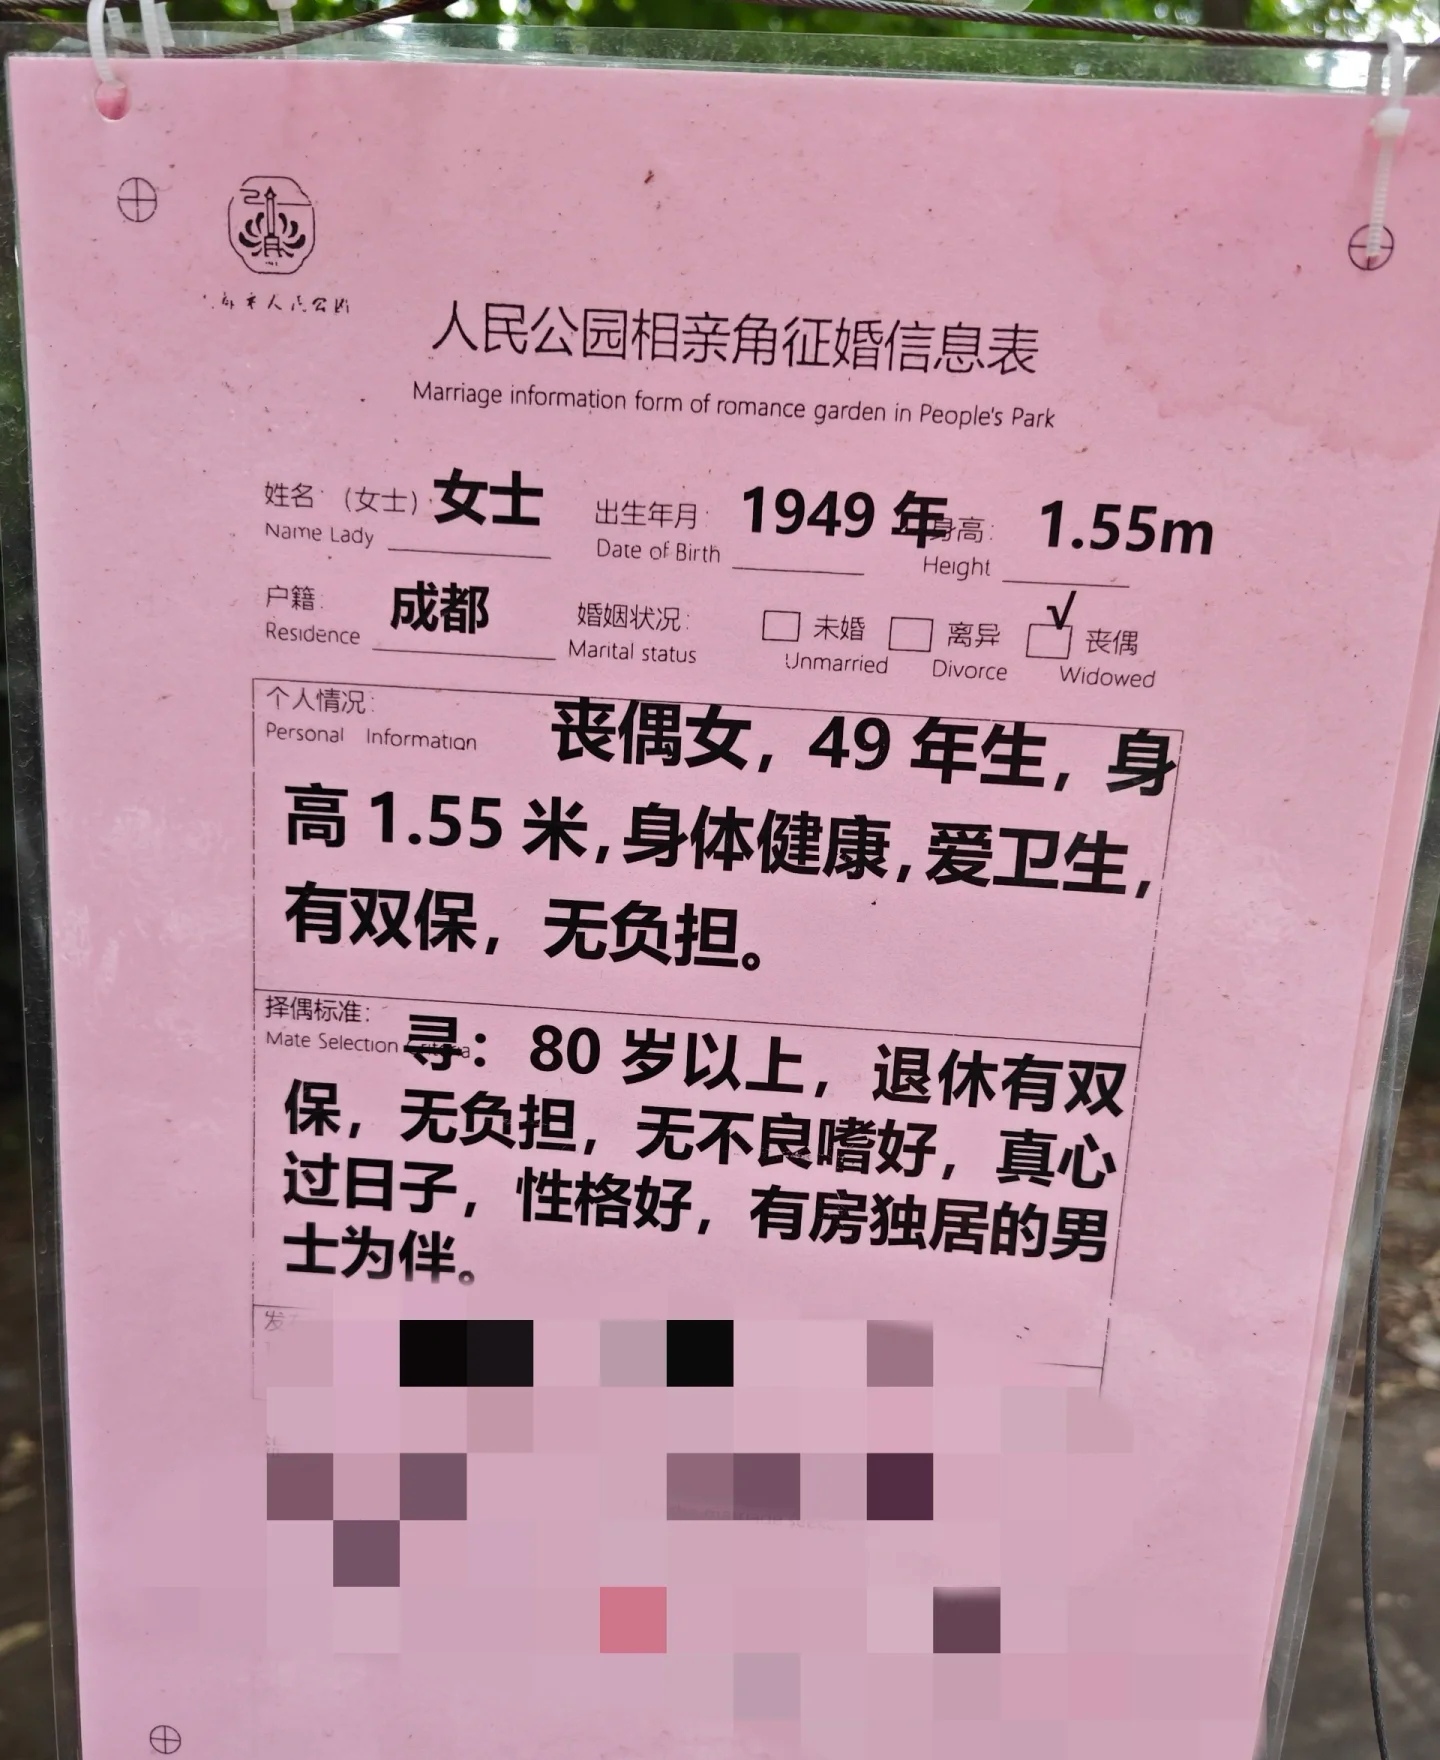 市人民公园
人民公园相亲角征婚信息表
Marriage information form of romance garden in People's Park
姓名:（女士） 女士 出生年月: 1949 年 身高: 1.55m
Name Lady Date of Birth Height
户籍: 成都 婚姻状况: 未婚 离异 √ 丧偶
Residence Marital status Unmarried Divorce Widowed
个人情况: 丧偶女，49 年生，身
Personal Information
高 1.55 米，身体健康，爱卫生，
有双保，无负担。
择偶标准: 寻：80 岁以上，退休有双
Mate Selection Criteria
保，无负担，无不良嗜好，真心
过日子，性格好，有房独居的男
士为伴。
发